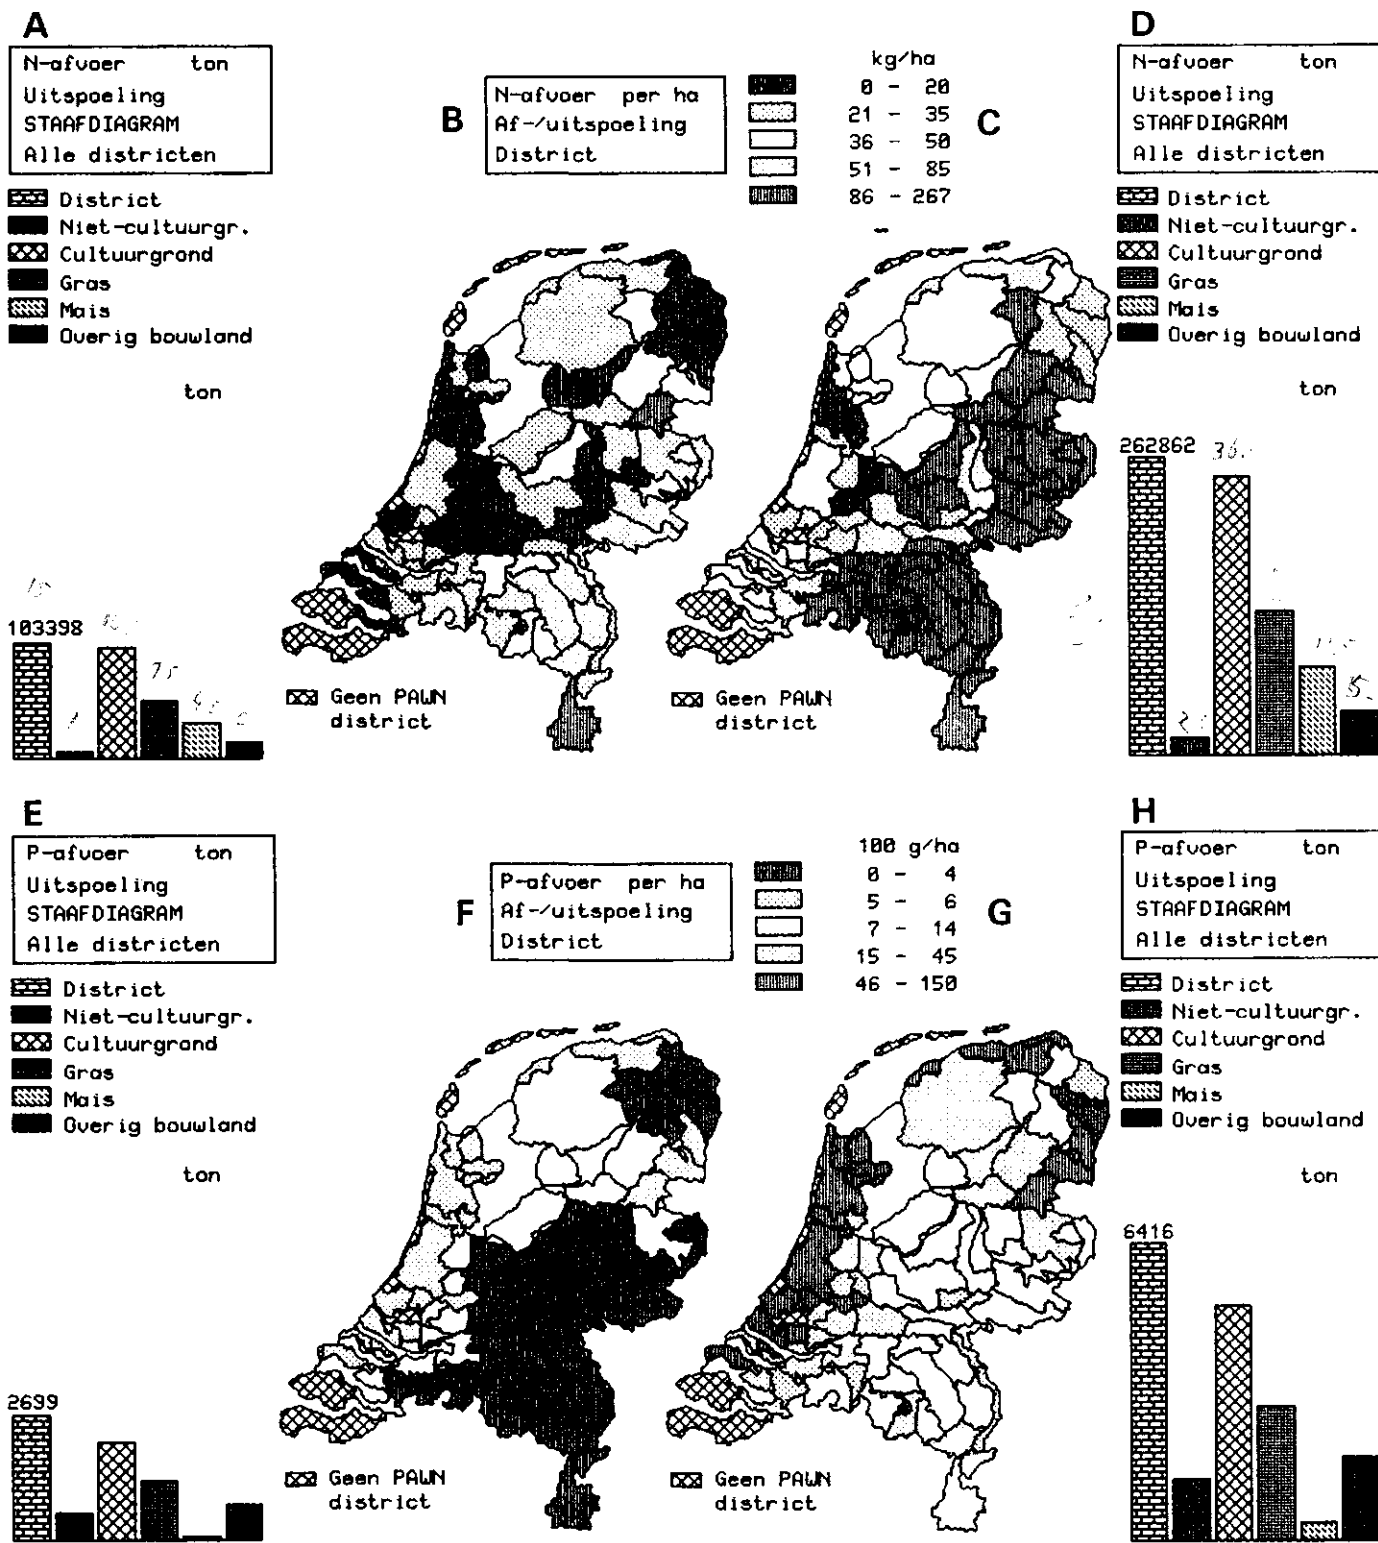 A
N-afvoer ton
Uitspoeling
STAAFDIAGRAM
Alle districten
District
Niet-cultuurgr.
Cultuurgrond
Gras
Mais
Overig bouwland
ton
103398
B
N-afvoer per ha
Af-/uitspoeling
District
kg/ha
0 - 20
21 - 35
36 - 50
51 - 85
86 - 267
C
Geen PAWN
district
Geen PAWN
district
D
N-afvoer ton
Uitspoeling
STAAFDIAGRAM
Alle districten
District
Niet-cultuurgr.
Cultuurgrond
Gras
Mais
Overig bouwland
ton
262862
E
P-afvoer ton
Uitspoeling
STAAFDIAGRAM
Alle districten
District
Niet-cultuurgr.
Cultuurgrond
Gras
Mais
Overig bouwland
ton
2699
F
P-afvoer per ha
Af-/uitspoeling
District
100 g/ha
0 - 4
5 - 6
7 - 14
15 - 45
46 - 150
G
Geen PAWN
district
Geen PAWN
district
H
P-afvoer ton
Uitspoeling
STAAFDIAGRAM
Alle districten
District
Niet-cultuurgr.
Cultuurgrond
Gras
Mais
Overig bouwland
ton
6416